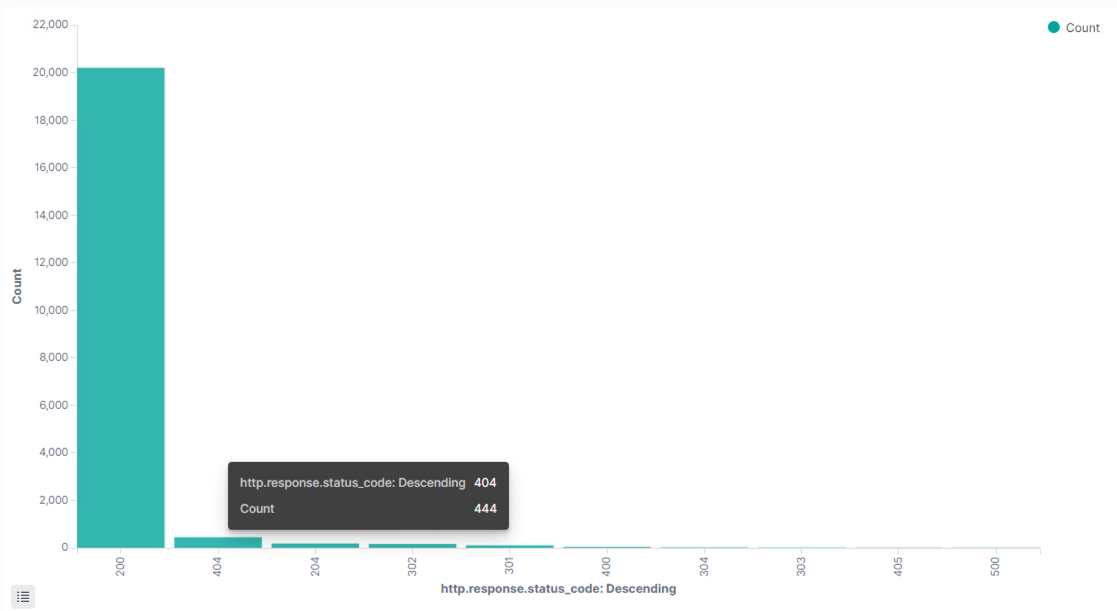 22,000
20,000
18,000
16,000
14,000
12,000
10,000
8,000
6,000
4,000
2,000
0
Count
Count
http.response.status_code: Descending 404
Count 444
200 404 204 302 301 400 304 303 405 500
http.response.status_code: Descending